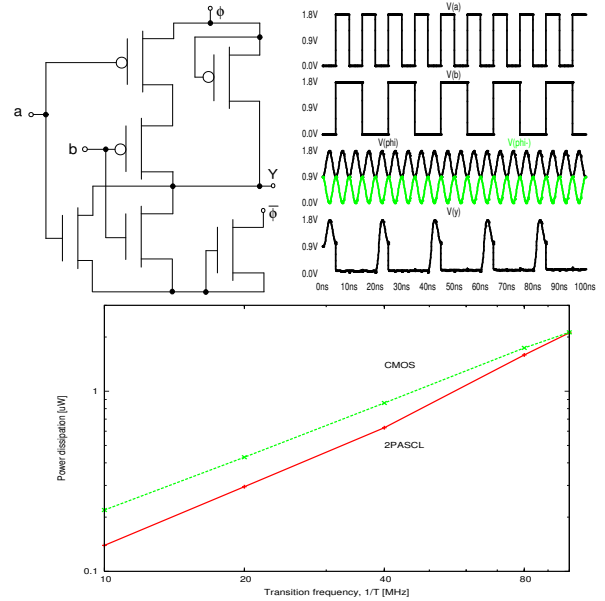 ϕ
a
b
Y
ϕ̅
V(a)
1.8V
0.9V
0.0V
V(b)
1.8V
0.9V
0.0V
V(phi) V(phi-)
1.8V
0.9V
0.0V
V(y)
1.8V
0.9V
0.0V
0ns 10ns 20ns 30ns 40ns 50ns 60ns 70ns 80ns 90ns 100ns
Power dissipation [uW]
1
0.1
CMOS
2PASCL
10 20 40 80
Transition frequency, 1/T [MHz]